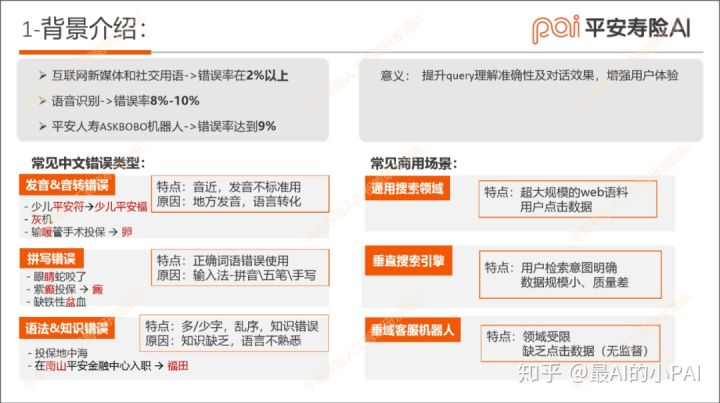 1-背景介绍：
pai 平安寿险AI
互联网新媒体和社交用语->错误率在2%以上
语音识别->错误率8%-10%
平安人寿ASKBOBO机器人->错误率达到9%
意义： 提升query理解准确性及对话效果，增强用户体验
常见中文错误类型：
发音&音转错误
特点：音近，发音不标准用
原因：地方发音，语言转化
- 少儿平安符→少儿平安福
- 灰机
- 输暖管手术投保 → 卵
拼写错误
特点：正确词语错误使用
原因：输入法-拼音\五笔\手写
- 眼睛蛇咬了
- 紫癫投保 → 癜
- 缺铁性盆血
语法&知识错误
特点：多/少字，乱序，知识错误
原因：知识缺乏，语言不熟悉
- 投保地中海
- 在南山平安金融中心入职 → 福田
常见商用场景：
通用搜索领域
特点：超大规模的web语料
用户点击数据
垂直搜索引擎
特点：用户检索意图明确
数据规模小、质量差
垂域客服机器人
特点：领域受限
缺乏点击数据（无监督）
知乎 @最AI的小PAI